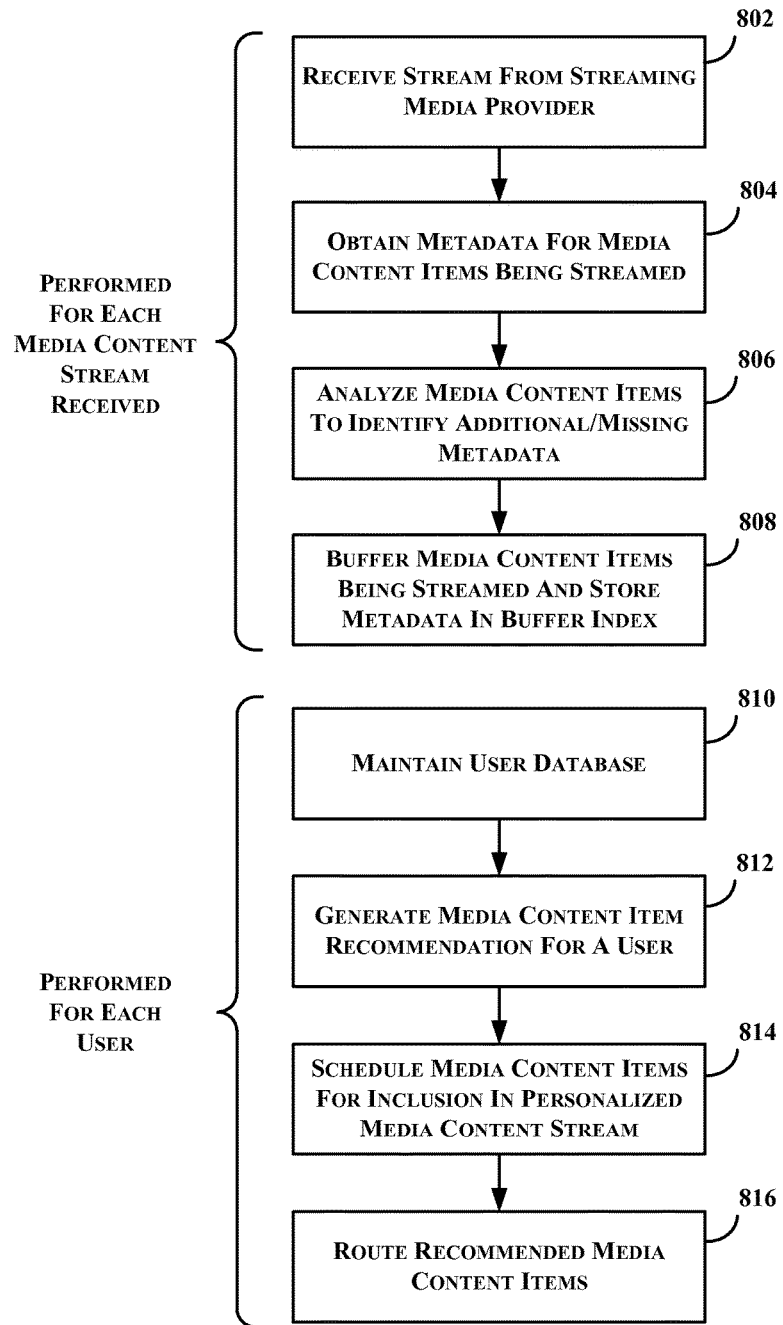 802
RECEIVE STREAM FROM STREAMING
MEDIA PROVIDER
804
OBTAIN METADATA FOR MEDIA
CONTENT ITEMS BEING STREAMED
PERFORMED
FOR EACH
MEDIA CONTENT
STREAM
RECEIVED
806
ANALYZE MEDIA CONTENT ITEMS
TO IDENTIFY ADDITIONAL/MISSING
METADATA
808
BUFFER MEDIA CONTENT ITEMS
BEING STREAMED AND STORE
METADATA IN BUFFER INDEX
810
MAINTAIN USER DATABASE
812
GENERATE MEDIA CONTENT ITEM
RECOMMENDATION FOR A USER
PERFORMED
FOR EACH
USER
814
SCHEDULE MEDIA CONTENT ITEMS
FOR INCLUSION IN PERSONALIZED
MEDIA CONTENT STREAM
816
ROUTE RECOMMENDED MEDIA
CONTENT ITEMS